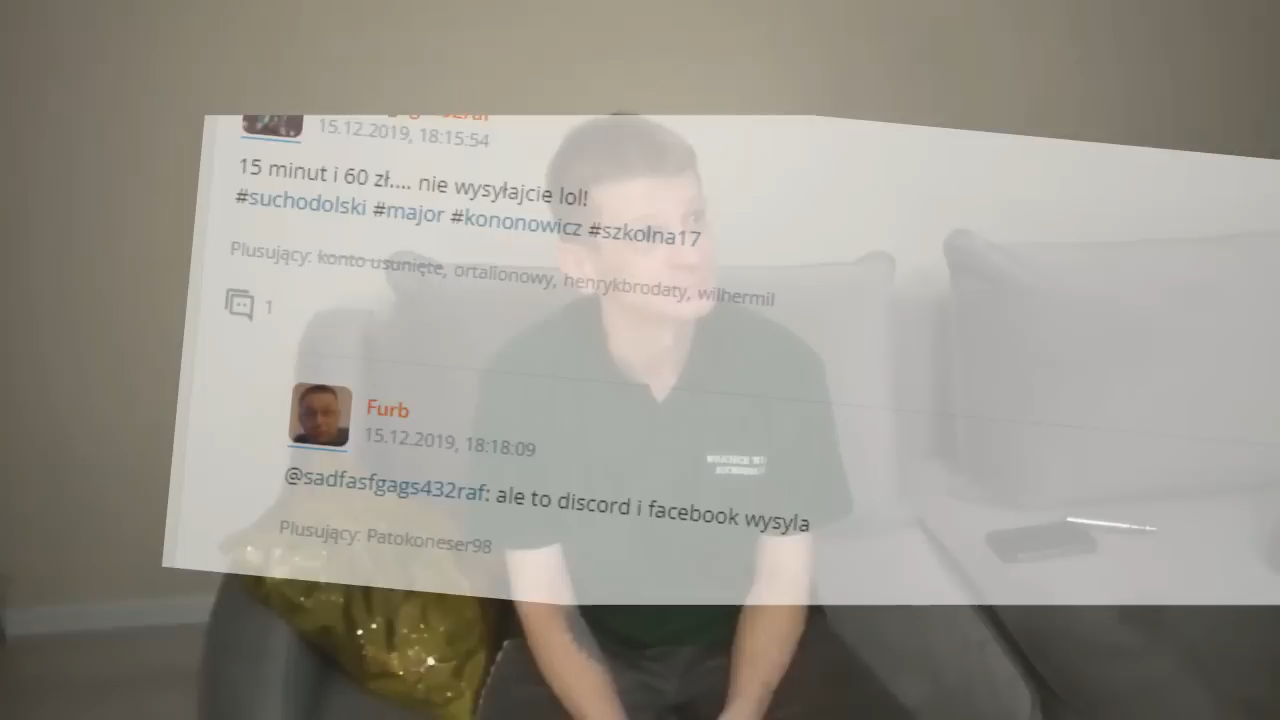 15.12.2019, 18:15:54
15 minut i 60 zł.... nie wysyłajcie lol!
#suchodolski #major #kononowicz #szkolna17
Plusujący: konto usunięte, ortalionowy, henrykbrodaty, wilhermil
1
Furb
15.12.2019, 18:18:09
@sadfasfgags432raf: ale to discord i facebook wysyla
Plusujący: Patokoneser98